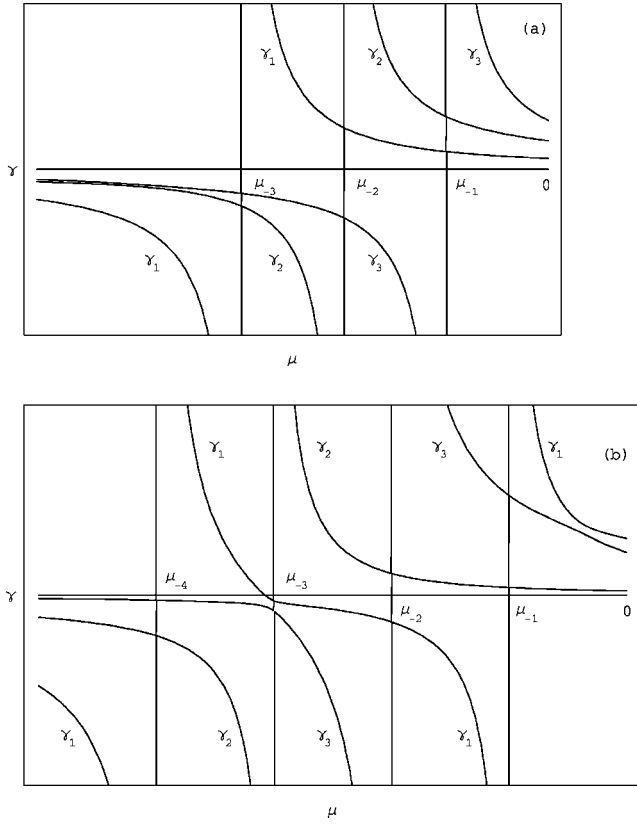 (a)
γ₁ γ₂ γ₃
γ μ₋₃ μ₋₂ μ₋₁ 0
γ₁ γ₂ γ₃
μ
γ₁ γ₂ γ₃ γ₁ (b)
μ₋₄ μ₋₃
γ μ₋₂ μ₋₁ 0
γ₁ γ₂ γ₃ γ₁
μ